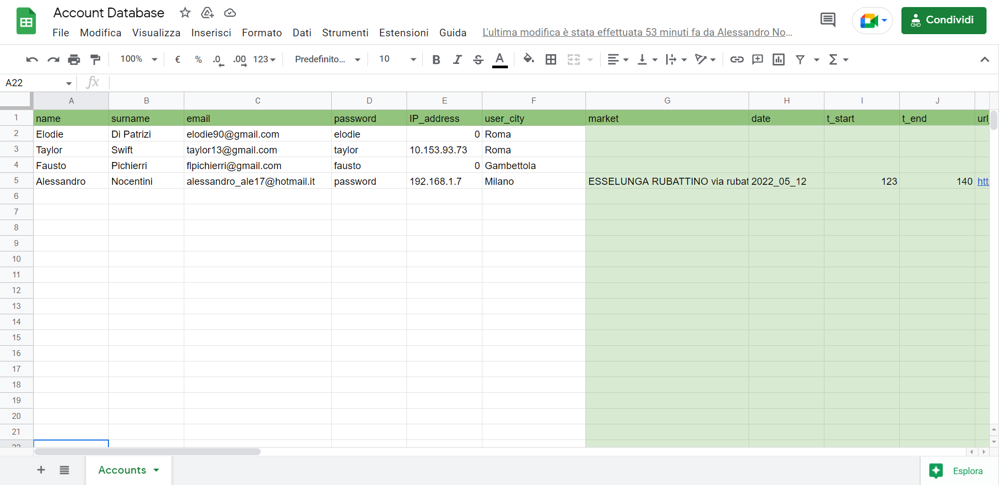 Account Database
File Modifica Visualizza Inserisci Formato Dati Strumenti Estensioni Guida L'ultima modifica è stata effettuata 53 minuti fa da Alessandro No...
Condividi
100% € % .0 .00 123 Predefinito... 10 B I S A Σ
A22 fx
A B C D E F G H I J
1 name surname email password IP_address user_city market date t_start t_end url_
2 Elodie Di Patrizi elodie90@gmail.com elodie 0 Roma
3 Taylor Swift taylor13@gmail.com taylor 10.153.93.73 Roma
4 Fausto Pichierri flpichierri@gmail.com fausto 0 Gambettola
5 Alessandro Nocentini alessandro_ale17@hotmail.it password 192.168.1.7 Milano ESSELUNGA RUBATTINO via rubat 2022_05_12 123 140 htt
6
7
8
9
10
11
12
13
14
15
16
17
18
19
20
21
22
Accounts
Esplora